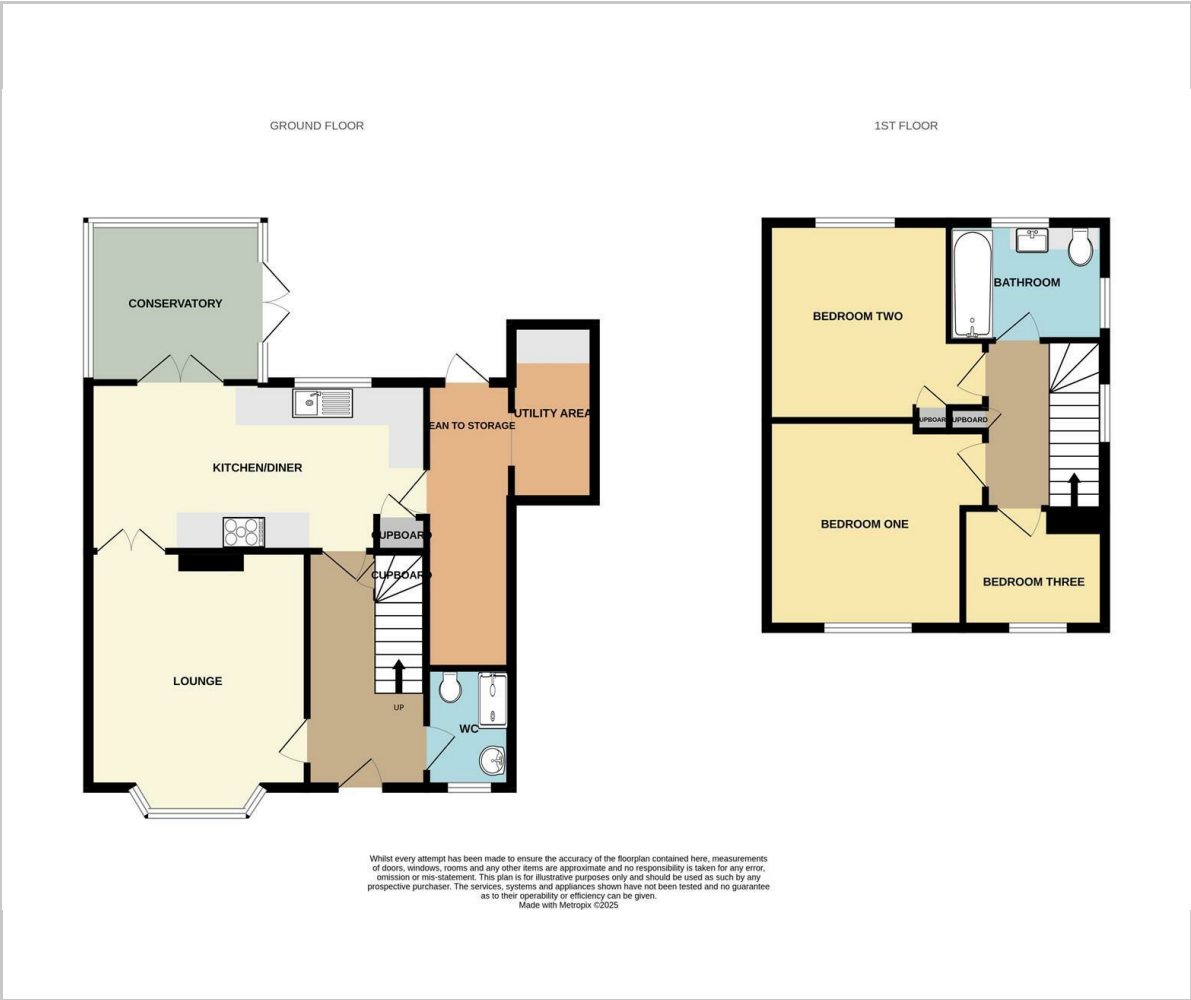 GROUND FLOOR
CONSERVATORY
UTILITY AREA
EAN TO STORAGE
KITCHEN/DINER
CUPBOARD
CUPBOARD
LOUNGE
UP
WC
1ST FLOOR
BATHROOM
BEDROOM TWO
UPBOAR
UPBOARD
BEDROOM ONE
BEDROOM THREE
Whilst every attempt has been made to ensure the accuracy of the floorplan contained here, measurements
of doors, windows, rooms and any other items are approximate and no responsibility is taken for any error,
omission or mis-statement. This plan is for illustrative purposes only and should be used as such by any
prospective purchaser. The services, systems and appliances shown have not been tested and no guarantee
as to their operability or efficiency can be given.
Made with Metropix ©2025